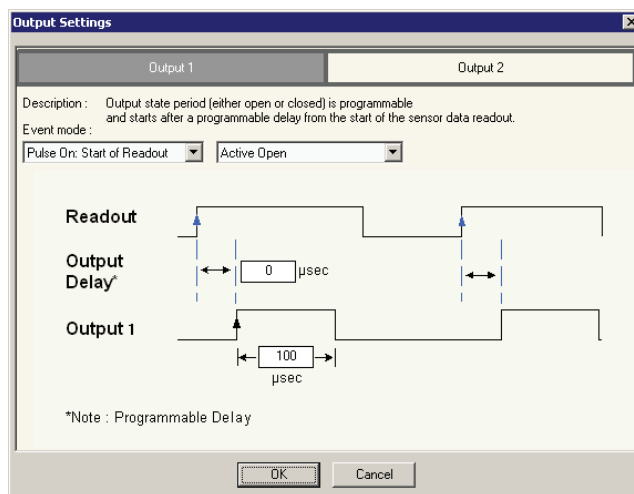 Output Settings
Output 1
Output 2
Description : Output state period (either open or closed) is programmable
and starts after a programmable delay from the start of the sensor data readout.
Event mode :
Pulse On: Start of Readout
Active Open
Readout
Output
Delay*
0 μsec
Output 1
100
μsec
*Note : Programmable Delay
OK
Cancel